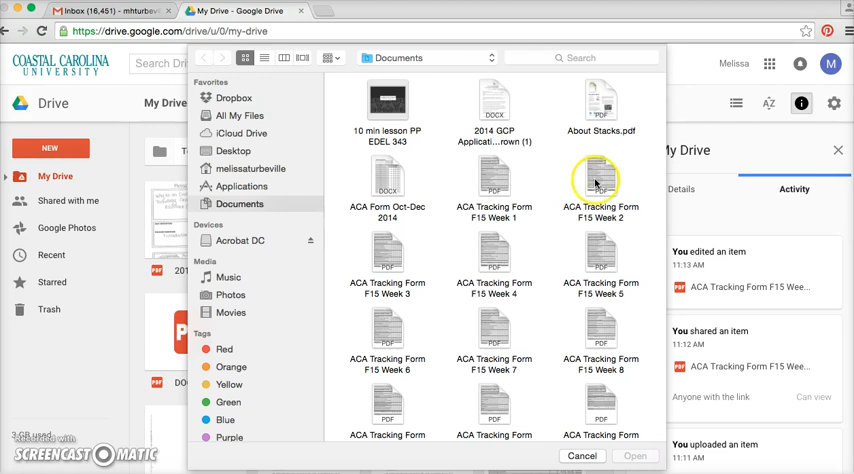 Inbox (16,451) - mhturbev
My Drive - Google Drive
https://drive.google.com/drive/u/0/my-drive
COASTAL CAROLINA
UNIVERSITY
Search Driv
Documents
Search
Melissa
M
Drive
My Drive
My Drive
NEW
My Drive
Shared with me
Google Photos
Recent
Starred
Trash
3 GB used
RECORDED WITH
SCREENCAST-O-MATIC
201
DO
Favorites
Dropbox
All My Files
iCloud Drive
Desktop
melissaturbeville
Applications
Documents
Devices
Acrobat DC
Media
Music
Photos
Movies
Tags
Red
Orange
Yellow
Green
Blue
Purple
10 min lesson PP
EDEL 343
DOCX
2014 GCP
Applicati...rown (1)
PDF
About Stacks.pdf
DOCX
ACA Form Oct-Dec
2014
PDF
ACA Tracking Form
F15 Week 1
PDF
ACA Tracking Form
F15 Week 2
PDF
ACA Tracking Form
F15 Week 3
PDF
ACA Tracking Form
F15 Week 4
PDF
ACA Tracking Form
F15 Week 5
PDF
ACA Tracking Form
F15 Week 6
PDF
ACA Tracking Form
F15 Week 7
PDF
ACA Tracking Form
F15 Week 8
PDF
ACA Tracking Form
PDF
ACA Tracking Form
PDF
ACA Tracking Form
Cancel
Open
Details
Activity
You edited an item
11:13 AM
ACA Tracking Form F15 Wee...
You shared an item
11:12 AM
ACA Tracking Form F15 Wee...
Anyone with the link
Can view
You uploaded an item
11:11 AM